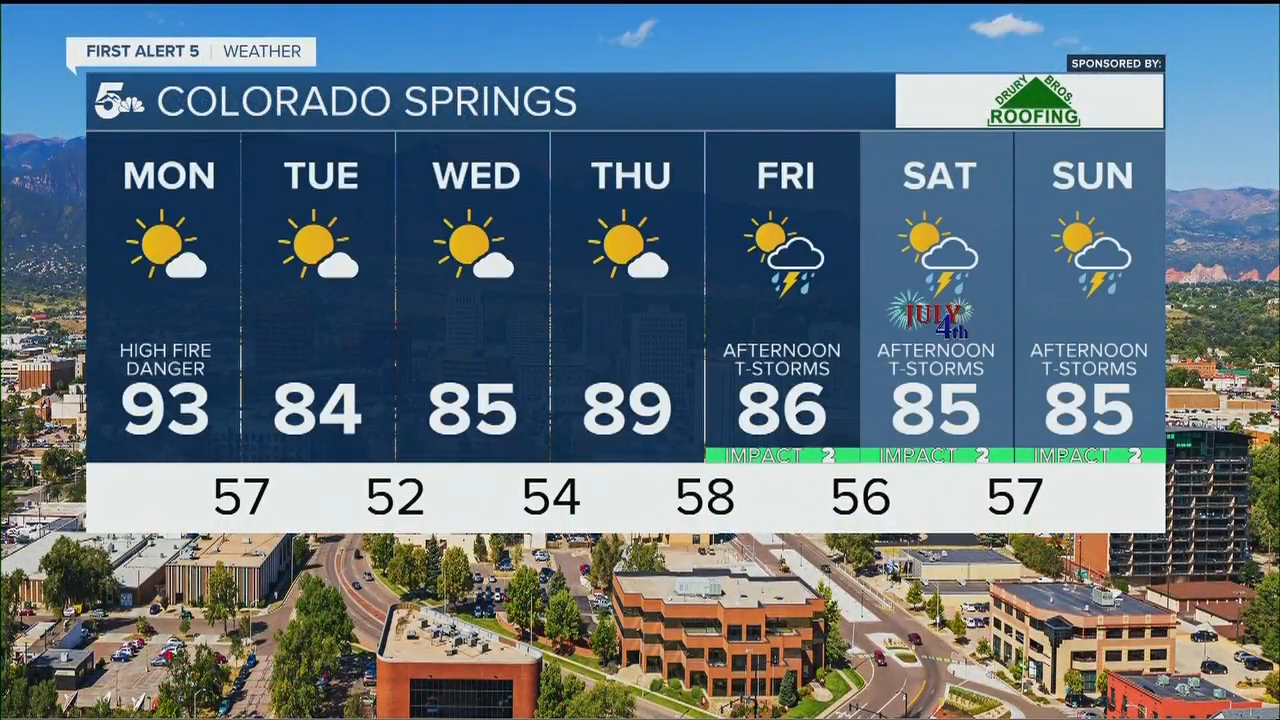 FIRST ALERT 5 | WEATHER
SPONSORED BY:
5 COLORADO SPRINGS
DRURY BROS.
ROOFING
MON TUE WED THU FRI SAT SUN
JULY
4th
HIGH FIRE AFTERNOON AFTERNOON AFTERNOON
DANGER T-STORMS T-STORMS T-STORMS
93 84 85 89 86 85 85
IMPACT 2 IMPACT 2 IMPACT 2
57 52 54 58 56 57